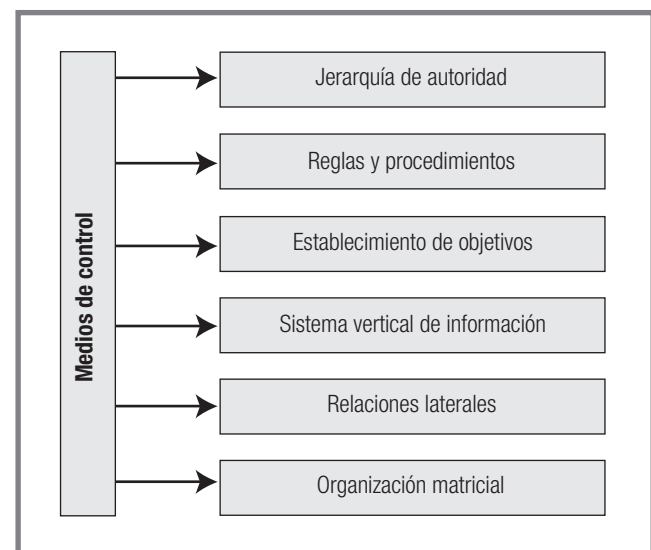 Medios de control
Jerarquía de autoridad
Reglas y procedimientos
Establecimiento de objetivos
Sistema vertical de información
Relaciones laterales
Organización matricial